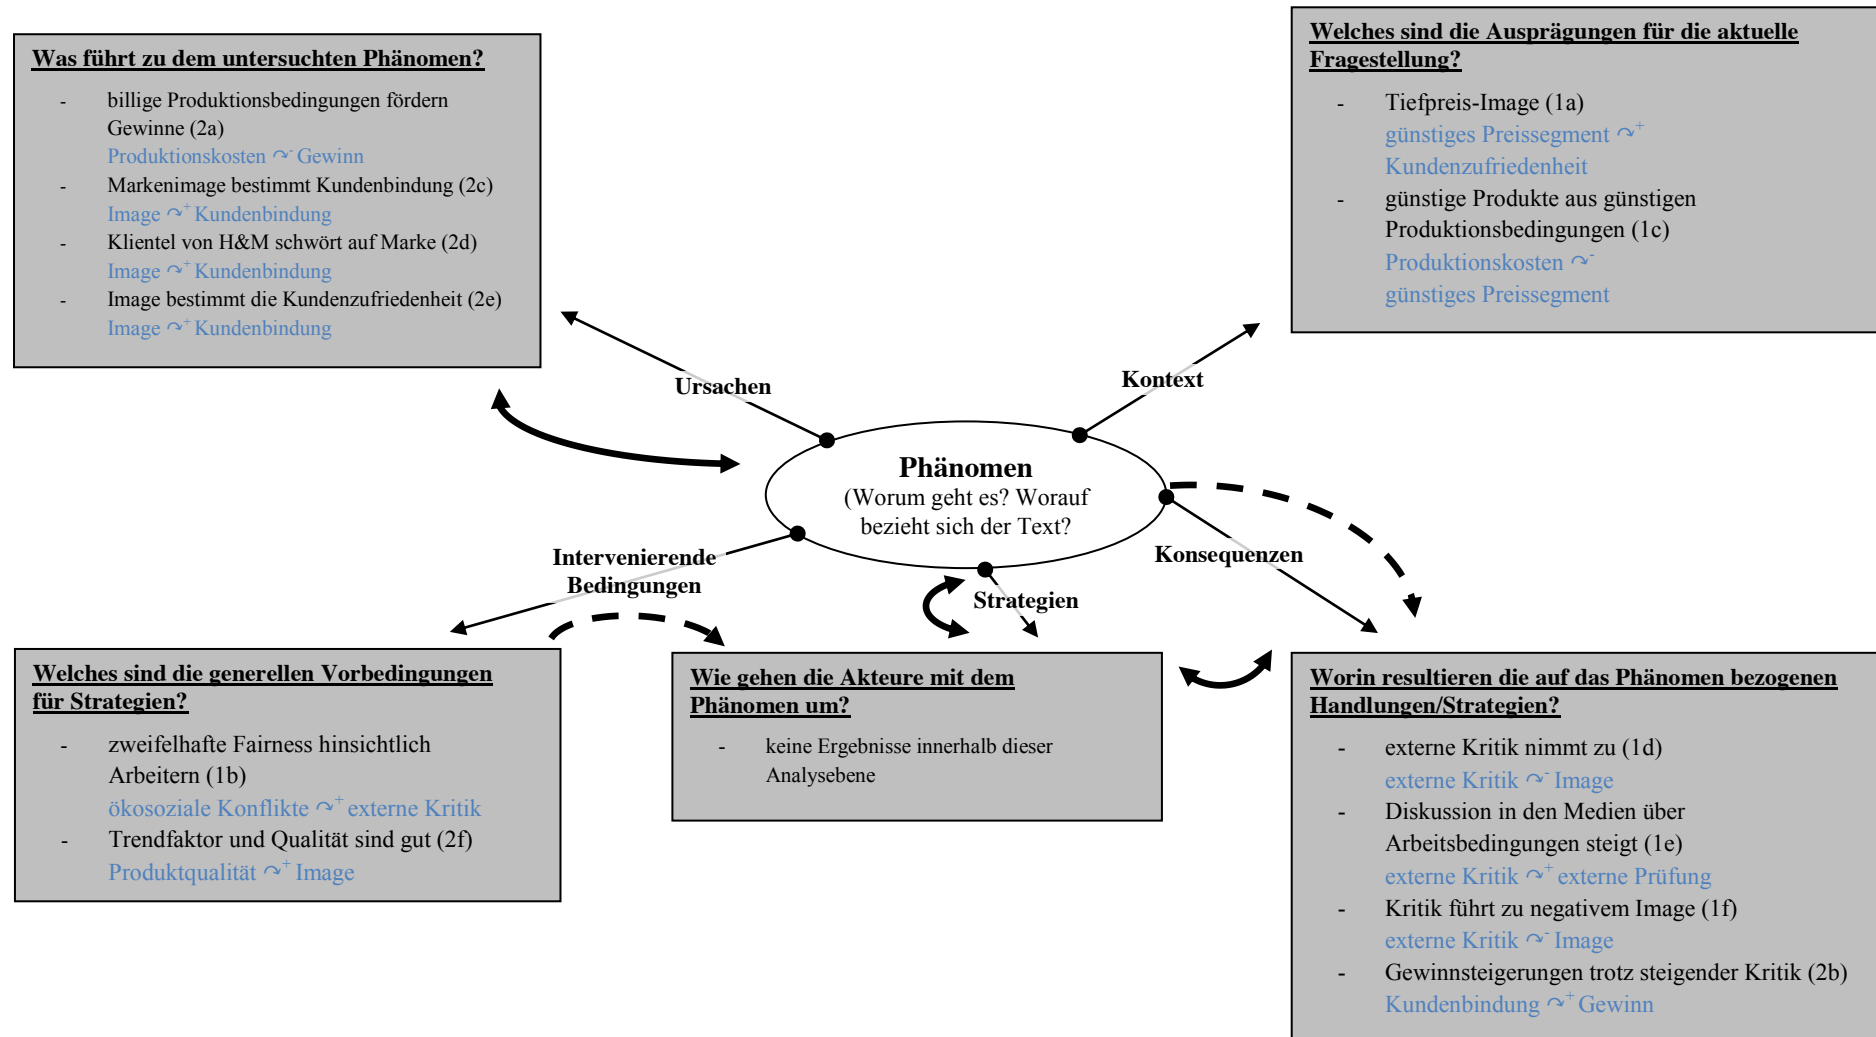 Was führt zu dem untersuchten Phänomen?
- billige Produktionsbedingungen fördern
Gewinne (2a)
Produktionskosten ↷⁻ Gewinn
- Markenimage bestimmt Kundenbindung (2c)
Image ↷⁺ Kundenbindung
- Klientel von H&M schwört auf Marke (2d)
Image ↷⁺ Kundenbindung
- Image bestimmt die Kundenzufriedenheit (2e)
Image ↷⁺ Kundenbindung
Welches sind die Ausprägungen für die aktuelle
Fragestellung?
- Tiefpreis-Image (1a)
günstiges Preissegment ↷⁺
Kundenzufriedenheit
- günstige Produkte aus günstigen
Produktionsbedingungen (1c)
Produktionskosten ↷⁻
günstiges Preissegment
Ursachen
Kontext
Phänomen
(Worum geht es? Worauf
bezieht sich der Text?
Intervenierende
Bedingungen
Strategien
Konsequenzen
Welches sind die generellen Vorbedingungen
für Strategien?
- zweifelhafte Fairness hinsichtlich
Arbeitern (1b)
ökosoziale Konflikte ↷⁺ externe Kritik
- Trendfaktor und Qualität sind gut (2f)
Produktqualität ↷⁺ Image
Wie gehen die Akteure mit dem
Phänomen um?
- keine Ergebnisse innerhalb dieser
Analysebene
Worin resultieren die auf das Phänomen bezogenen
Handlungen/Strategien?
- externe Kritik nimmt zu (1d)
externe Kritik ↷⁻ Image
- Diskussion in den Medien über
Arbeitsbedingungen steigt (1e)
externe Kritik ↷⁺ externe Prüfung
- Kritik führt zu negativem Image (1f)
externe Kritik ↷⁻ Image
- Gewinnsteigerungen trotz steigender Kritik (2b)
Kundenbindung ↷⁺ Gewinn